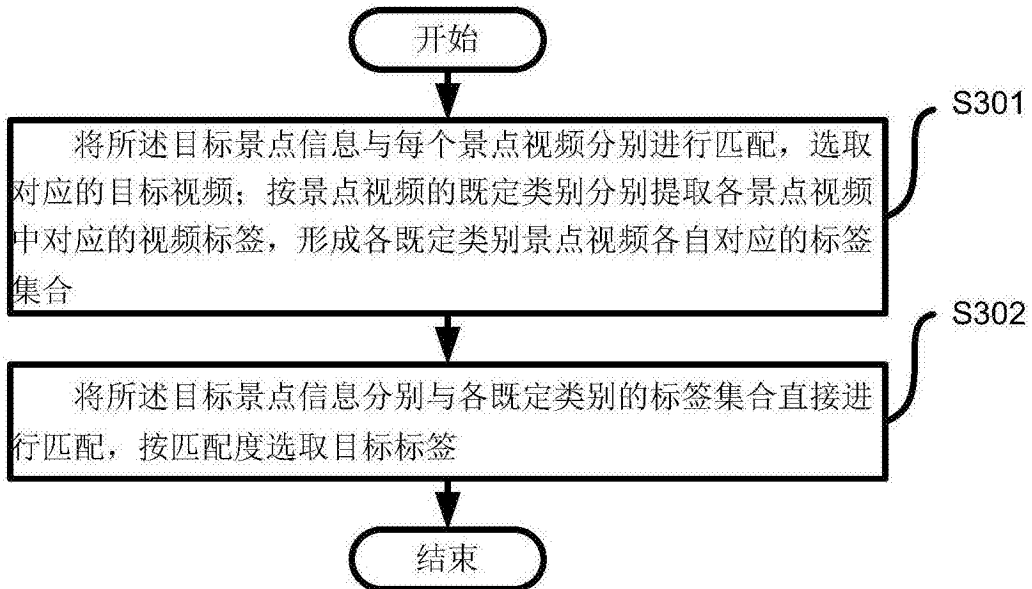 开始
S301
将所述目标景点信息与每个景点视频分别进行匹配，选取
对应的目标视频；按景点视频的既定类别分别提取各景点视频
中对应的视频标签，形成各既定类别景点视频各自对应的标签
集合
S302
将所述目标景点信息分别与各既定类别的标签集合直接进
行匹配，按匹配度选取目标标签
结束